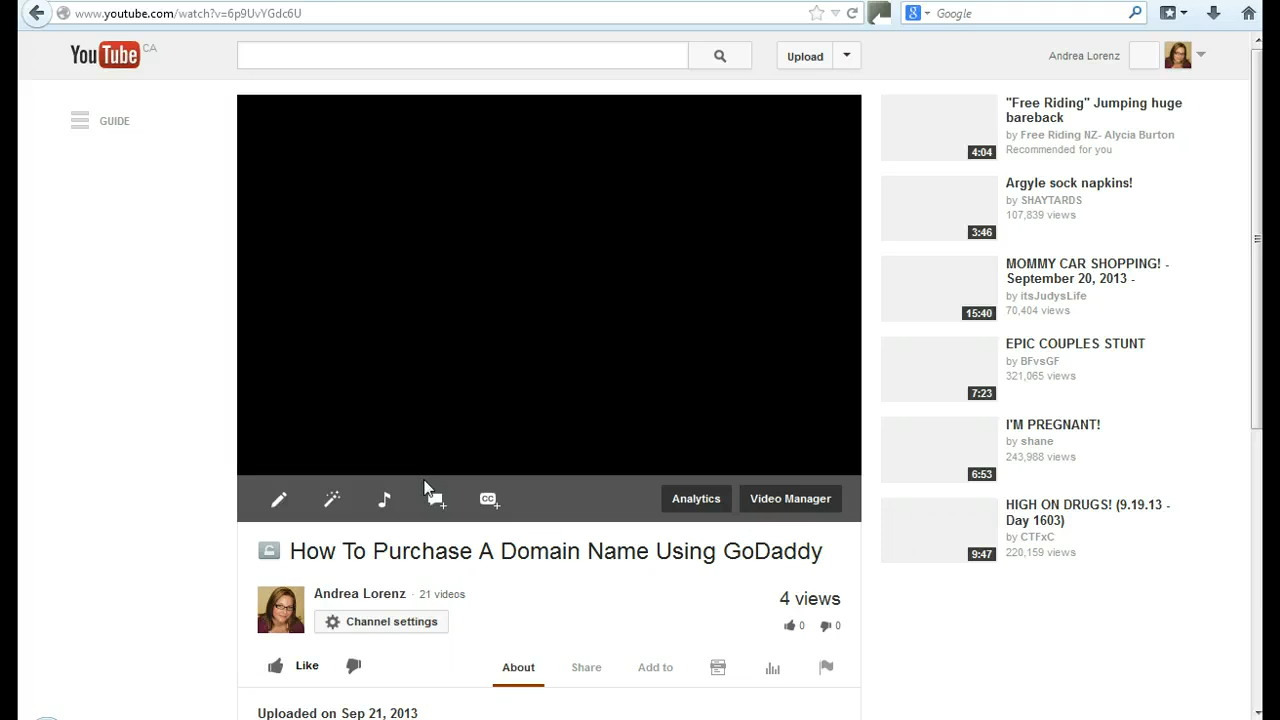 www.youtube.com/watch?v=6p9UvYGdc6U
Google
YouTube CA
Upload
Andrea Lorenz
GUIDE
"Free Riding" Jumping huge
bareback
by Free Riding NZ- Alycia Burton
Recommended for you
4:04
Argyle sock napkins!
by SHAYTARDS
107,839 views
3:46
MOMMY CAR SHOPPING! -
September 20, 2013 -
by itsJudysLife
70,404 views
15:40
EPIC COUPLES STUNT
by BFvsGF
321,065 views
7:23
I'M PREGNANT!
by shane
243,988 views
6:53
HIGH ON DRUGS! (9.19.13 -
Day 1603)
by CTFxC
220,159 views
9:47
CC
Analytics
Video Manager
How To Purchase A Domain Name Using GoDaddy
Andrea Lorenz · 21 videos
Channel settings
4 views
0 0
Like
About Share Add to
Uploaded on Sep 21, 2013